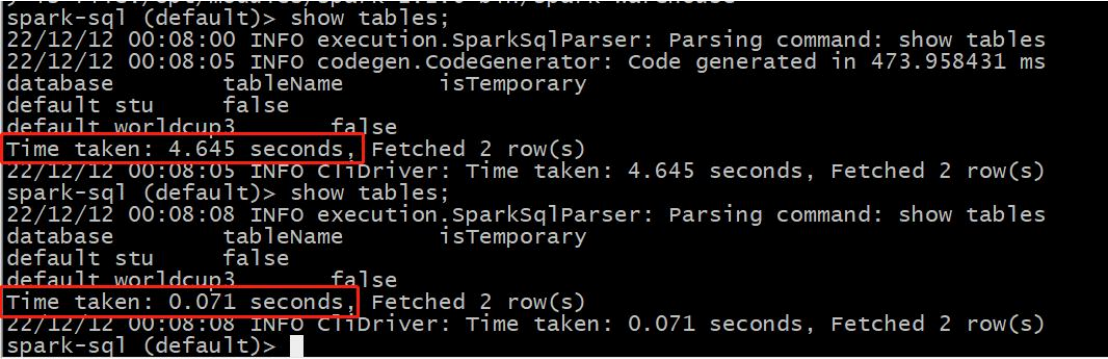 spark-sql (default)> show tables;
22/12/12 00:08:00 INFO execution.SparkSqlParser: Parsing command: show tables
22/12/12 00:08:05 INFO codegen.CodeGenerator: Code generated in 473.958431 ms
database        tableName       isTemporary
default stu     false
default worldcup3       false
Time taken: 4.645 seconds, Fetched 2 row(s)
22/12/12 00:08:05 INFO CliDriver: Time taken: 4.645 seconds, Fetched 2 row(s)
spark-sql (default)> show tables;
22/12/12 00:08:08 INFO execution.SparkSqlParser: Parsing command: show tables
database        tableName       isTemporary
default stu     false
default worldcup3       false
Time taken: 0.071 seconds, Fetched 2 row(s)
22/12/12 00:08:08 INFO CliDriver: Time taken: 0.071 seconds, Fetched 2 row(s)
spark-sql (default)>